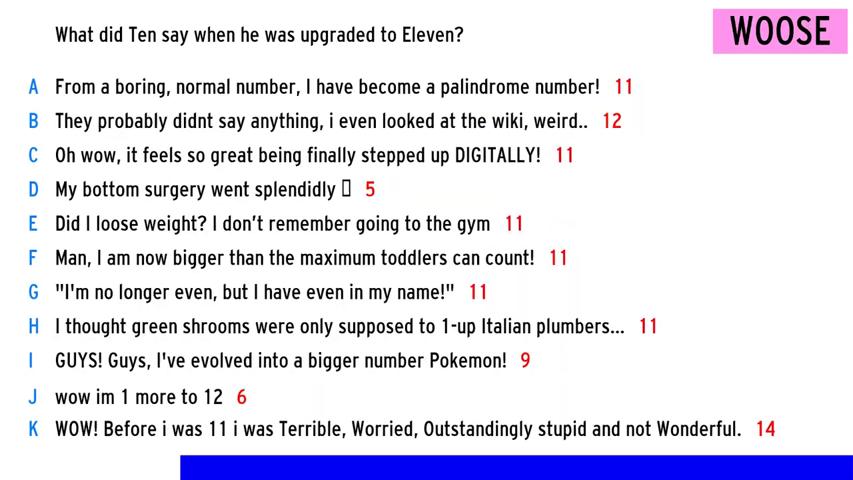 What did Ten say when he was upgraded to Eleven?
WOOSE
A From a boring, normal number, I have become a palindrome number! 11
B They probably didnt say anything, i even looked at the wiki, weird.. 12
C Oh wow, it feels so great being finally stepped up DIGITALLY! 11
D My bottom surgery went splendidly 5
E Did I loose weight? I don't remember going to the gym 11
F Man, I am now bigger than the maximum toddlers can count! 11
G "I'm no longer even, but I have even in my name!" 11
H I thought green shrooms were only supposed to 1-up Italian plumbers... 11
I GUYS! Guys, I've evolved into a bigger number Pokemon! 9
J wow im 1 more to 12 6
K WOW! Before i was 11 i was Terrible, Worried, Outstandingly stupid and not Wonderful. 14